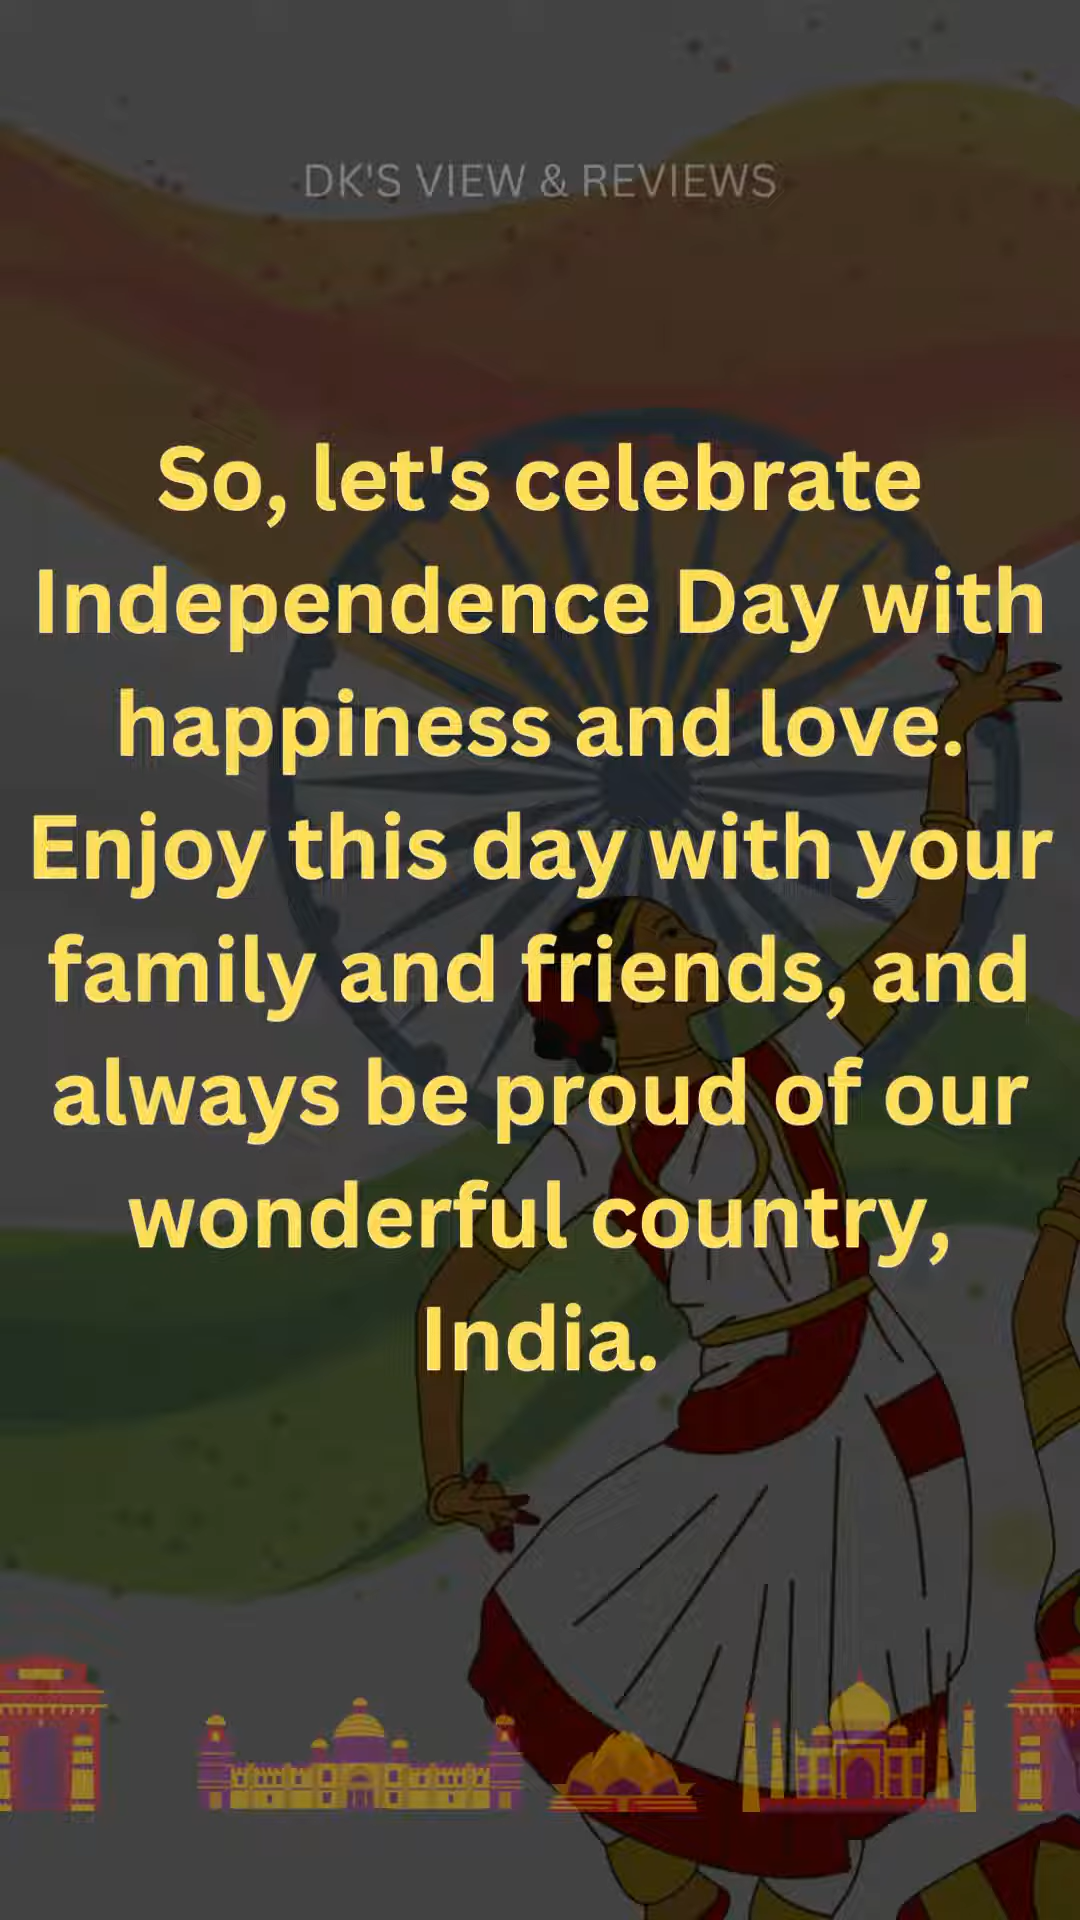 DK'S VIEW & REVIEWS
So, let's celebrate
Independence Day with
happiness and love.
Enjoy this day with your
family and friends, and
always be proud of our
wonderful country,
India.